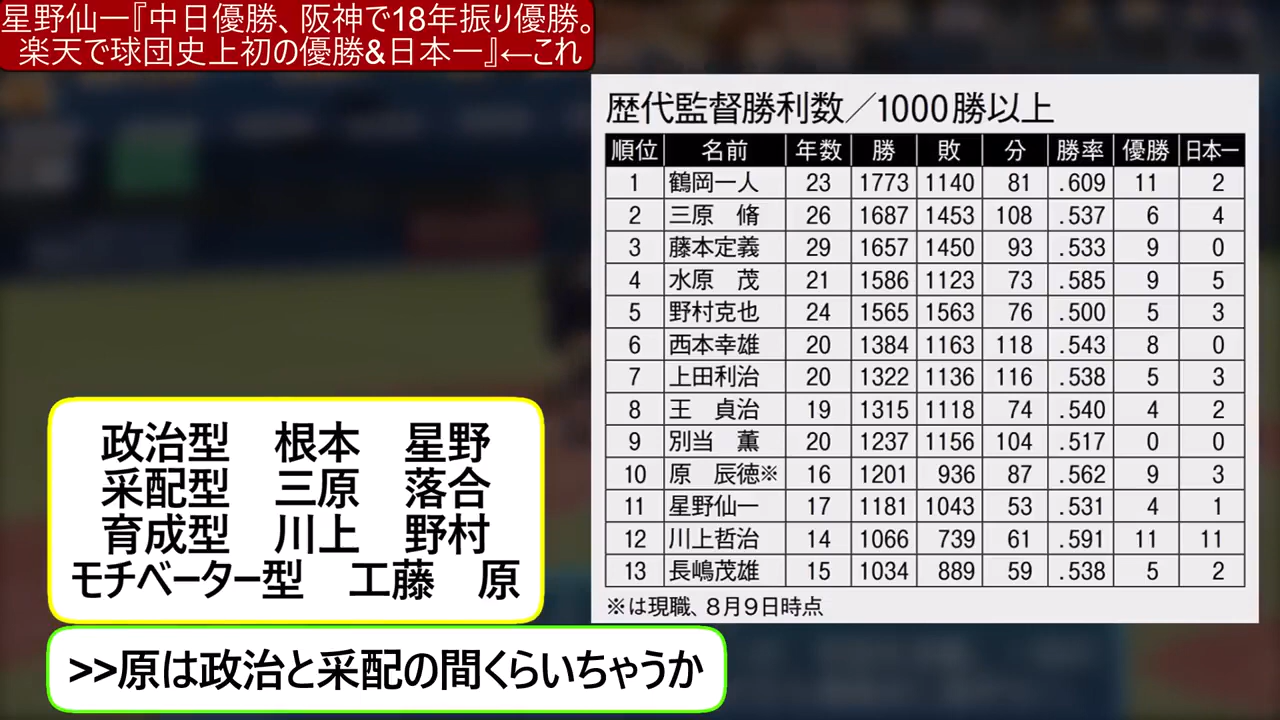 星野仙一『中日優勝、阪神で18年振り優勝。
楽天で球団史上初の優勝&日本一』←これ
歴代監督勝利数／1000勝以上
順位 名前 年数 勝 敗 分 勝率 優勝 日本一
1 鶴岡一人 23 1773 1140 81 .609 11 2
2 三原　脩 26 1687 1453 108 .537 6 4
3 藤本定義 29 1657 1450 93 .533 9 0
4 水原　茂 21 1586 1123 73 .585 9 5
5 野村克也 24 1565 1563 76 .500 5 3
6 西本幸雄 20 1384 1163 118 .543 8 0
7 上田利治 20 1322 1136 116 .538 5 3
8 王　貞治 19 1315 1118 74 .540 4 2
9 別当　薫 20 1237 1156 104 .517 0 0
10 原　辰徳※ 16 1201 936 87 .562 9 3
11 星野仙一 17 1181 1043 53 .531 4 1
12 川上哲治 14 1066 739 61 .591 11 11
13 長嶋茂雄 15 1034 889 59 .538 5 2
※は現職、8月9日時点
政治型　根本　星野
采配型　三原　落合
育成型　川上　野村
モチベーター型　工藤　原
>>原は政治と采配の間くらいちゃうか